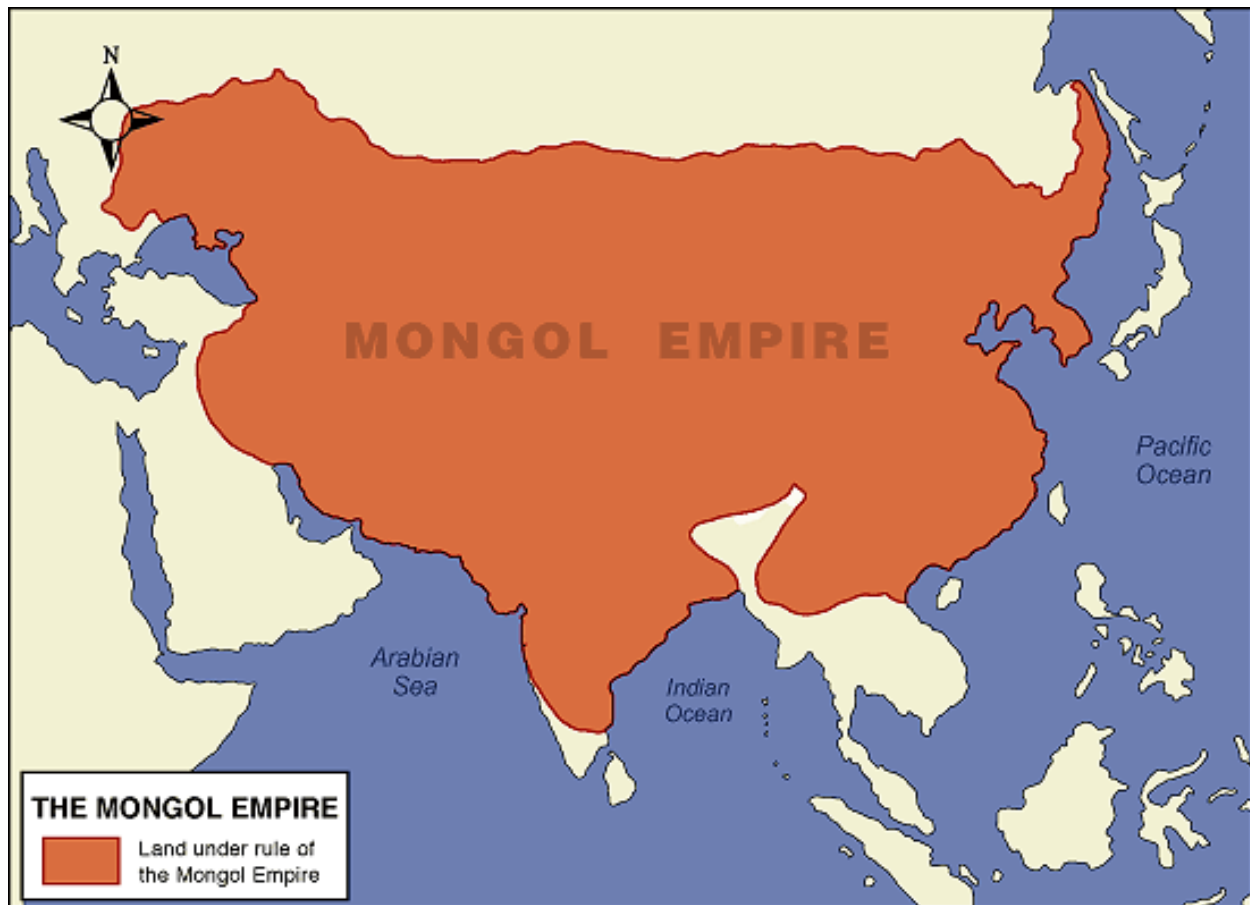 N
MONGOL EMPIRE
Pacific
Ocean
Arabian
Sea
Indian
Ocean
THE MONGOL EMPIRE
Land under rule of
the Mongol Empire